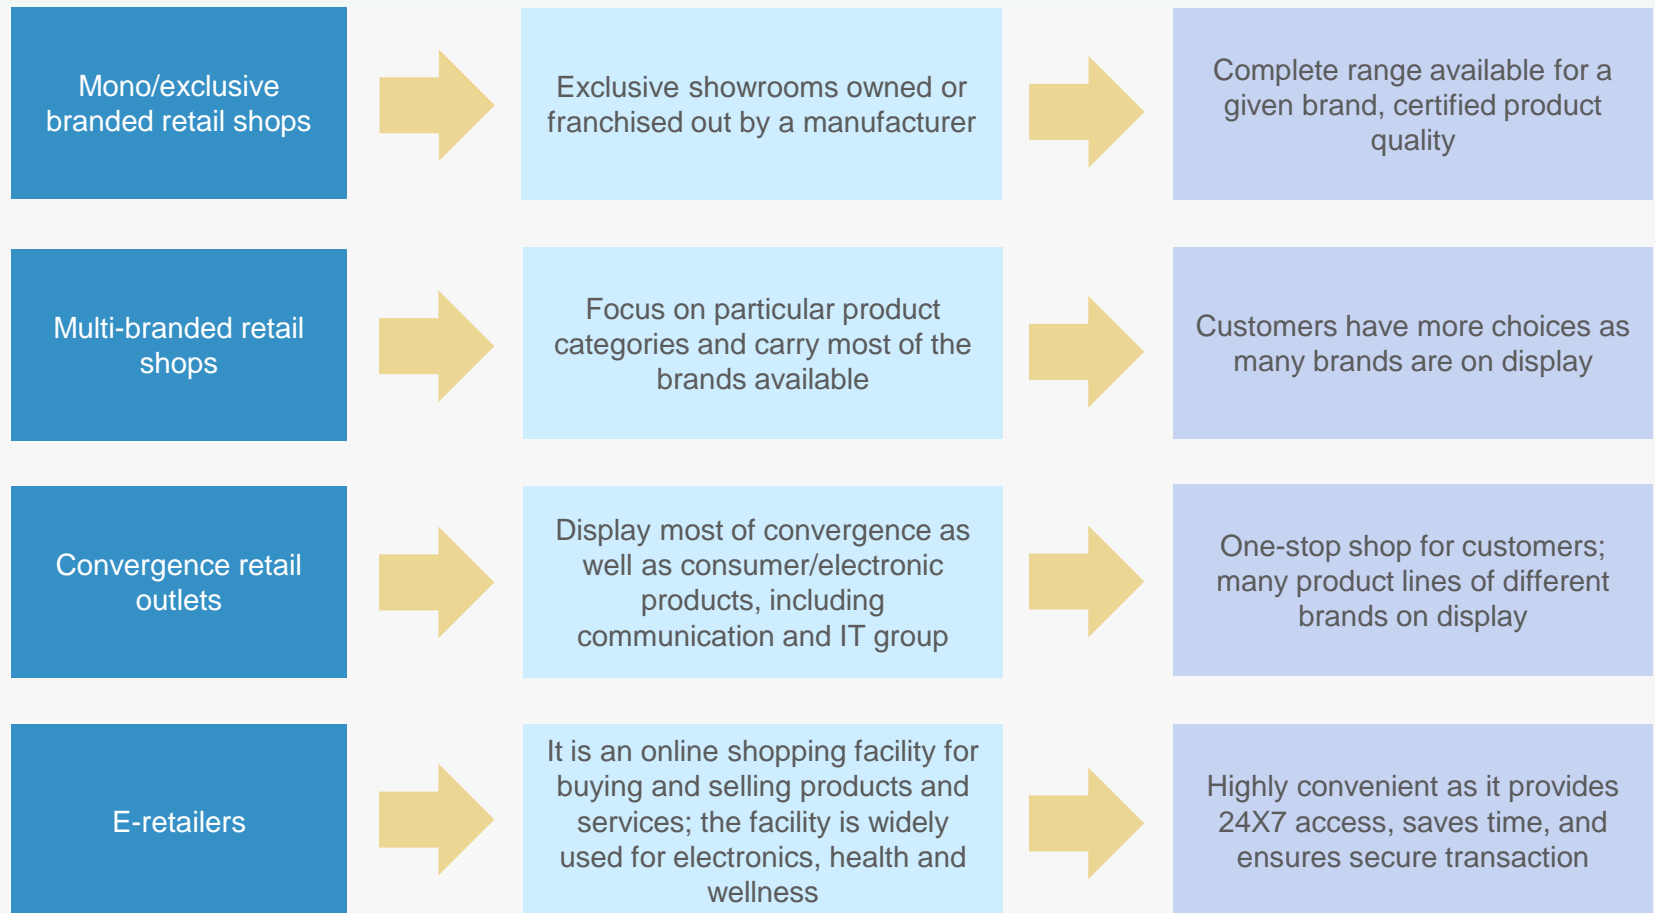 Mono/exclusive
branded retail shops
Exclusive showrooms owned or
franchised out by a manufacturer
Complete range available for a
given brand, certified product
quality
Multi-branded retail
shops
Focus on particular product
categories and carry most of the
brands available
Customers have more choices as
many brands are on display
Convergence retail
outlets
Display most of convergence as
well as consumer/electronic
products, including
communication and IT group
One-stop shop for customers;
many product lines of different
brands on display
E-retailers
It is an online shopping facility for
buying and selling products and
services; the facility is widely
used for electronics, health and
wellness
Highly convenient as it provides
24X7 access, saves time, and
ensures secure transaction